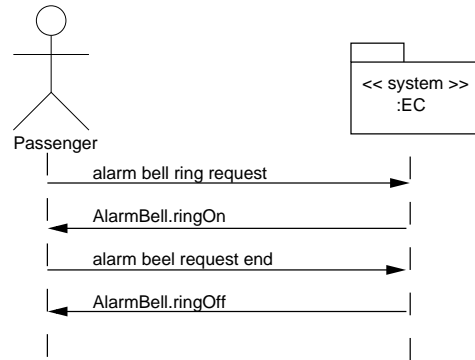 << system >>
:EC
Passenger
alarm bell ring request
AlarmBell.ringOn
alarm beel request end
AlarmBell.ringOff